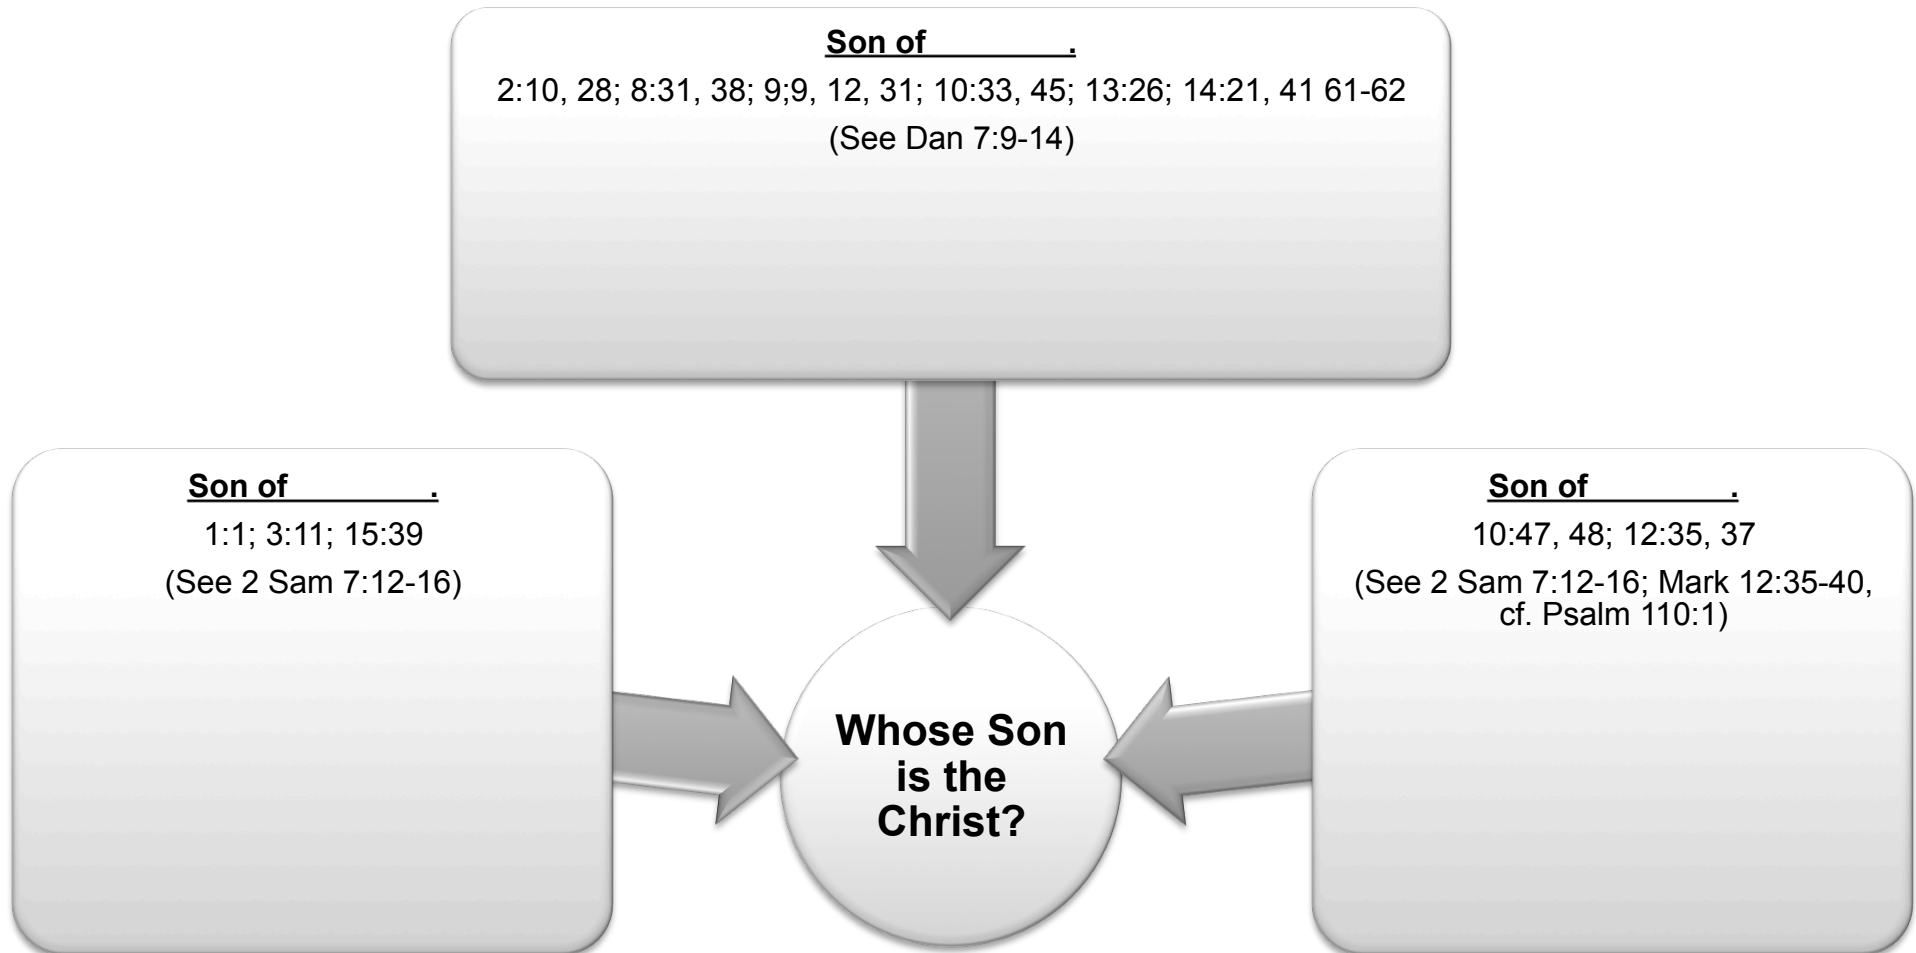 Son of ________.
2:10, 28; 8:31, 38; 9;9, 12, 31; 10:33, 45; 13:26; 14:21, 41 61-62
(See Dan 7:9-14)
Son of ________.
1:1; 3:11; 15:39
(See 2 Sam 7:12-16)
Son of ________.
10:47, 48; 12:35, 37
(See 2 Sam 7:12-16; Mark 12:35-40,
cf. Psalm 110:1)
Whose Son
is the
Christ?